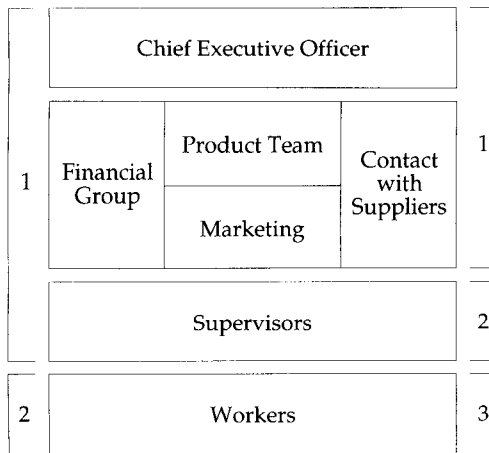 Chief Executive Officer
1
Financial
Group
Product Team
Marketing
Contact
with
Suppliers
1
Supervisors
2
2
Workers
3